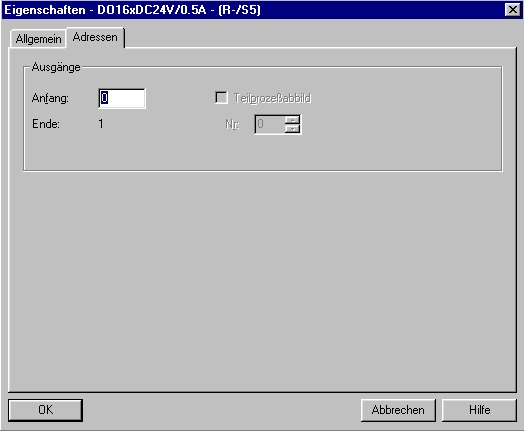 Eigenschaften - DO16xDC24V/0.5A - (R-/S5)
Allgemein Adressen
Ausgänge
Anfang: 0 Teilprozeßabbild
Ende: 1 Nr: 0
OK Abbrechen Hilfe